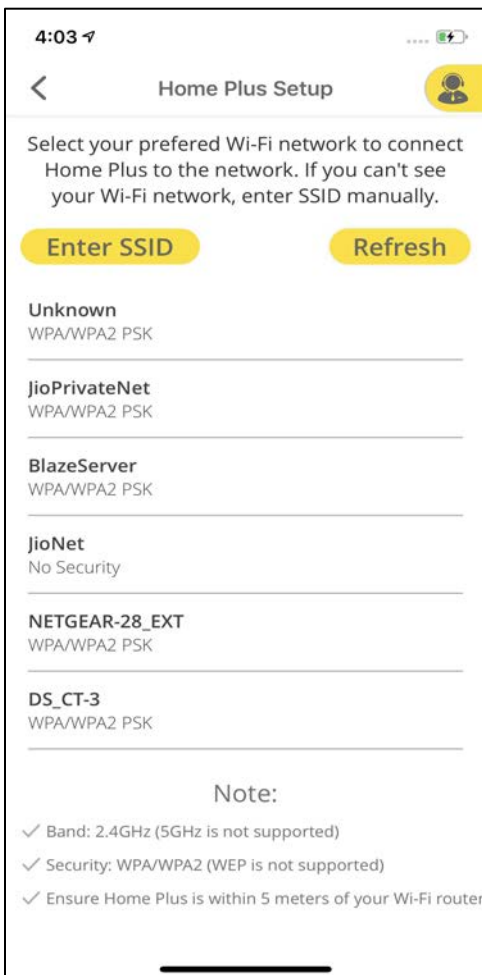 4:03
Home Plus Setup
Select your prefered Wi-Fi network to connect
Home Plus to the network. If you can't see
your Wi-Fi network, enter SSID manually.
Enter SSID
Refresh
Unknown
WPA/WPA2 PSK
JioPrivateNet
WPA/WPA2 PSK
BlazeServer
WPA/WPA2 PSK
JioNet
No Security
NETGEAR-28_EXT
WPA/WPA2 PSK
DS_CT-3
WPA/WPA2 PSK
Note:
Band: 2.4GHz (5GHz is not supported)
Security: WPA/WPA2 (WEP is not supported)
Ensure Home Plus is within 5 meters of your Wi-Fi router